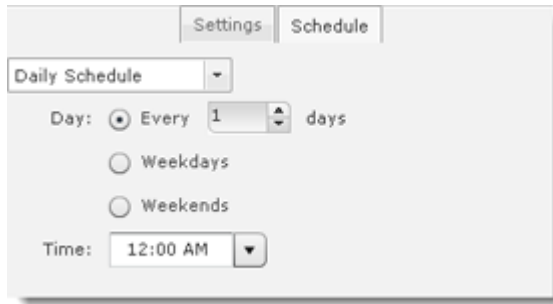 Settings Schedule
Daily Schedule
Day: Every 1 days
Weekdays
Weekends
Time: 12:00 AM